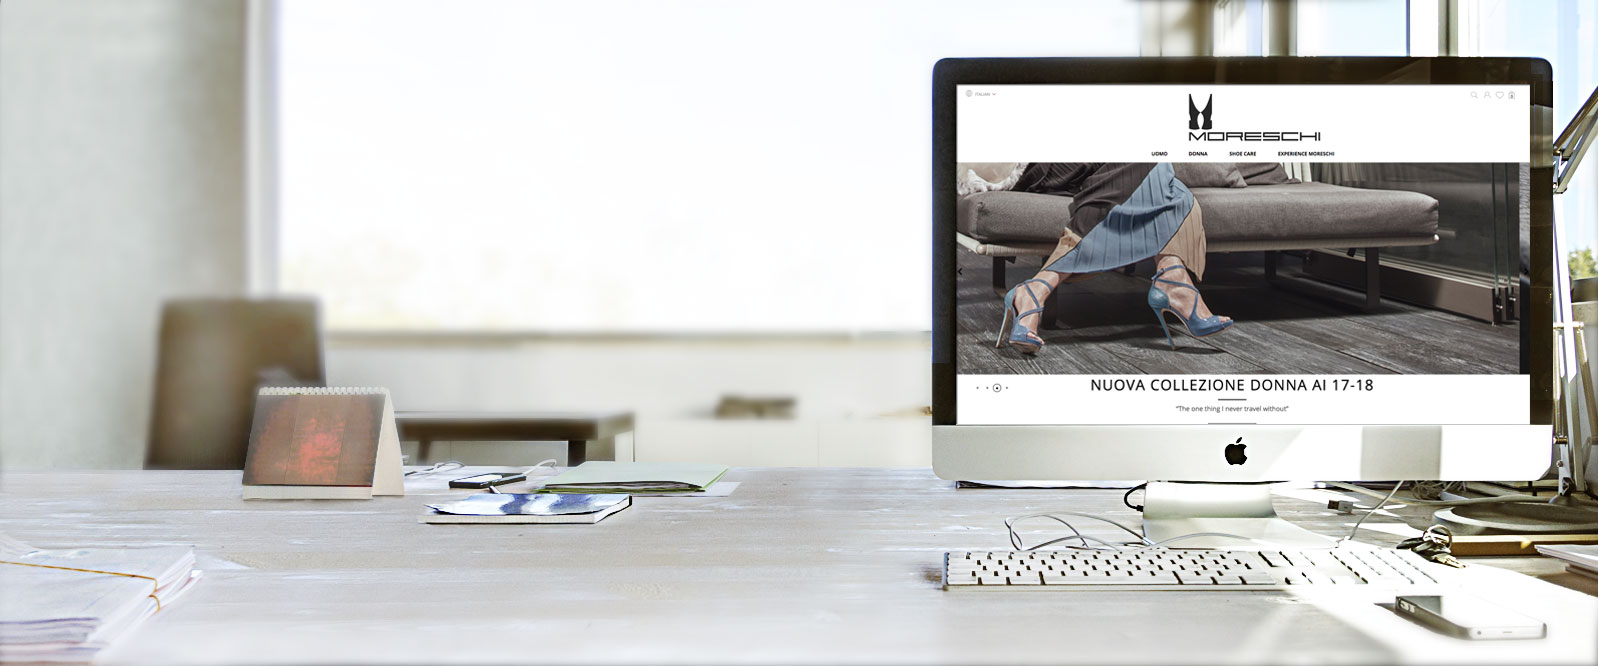 ITALIAN
MORESCHI
UOMO DONNA SHOE CARE EXPERIENCE MORESCHI
NUOVA COLLEZIONE DONNA AI 17-18
"The one thing I never travel without"